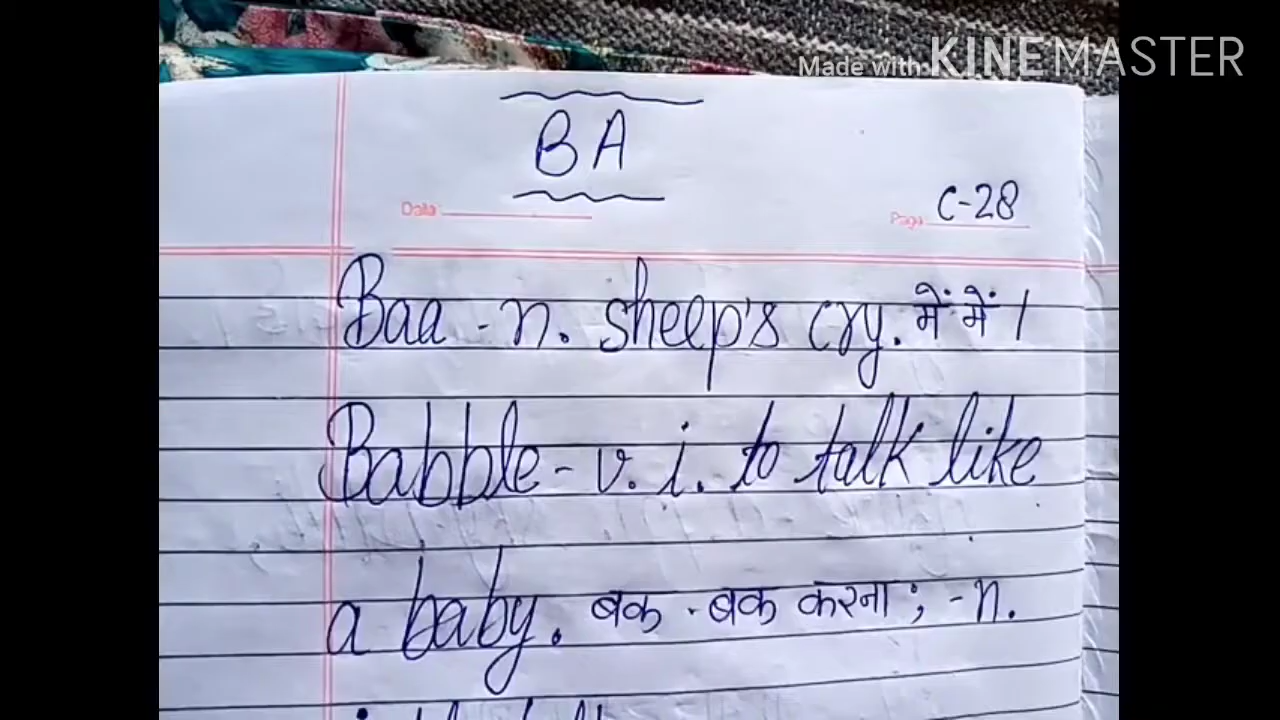 Made with KINEMASTER
BA
Date
Page C-28
Baa - n. sheep's cry. में में ।
Babble - v. i. to talk like
a baby. बक - बक करना ; - n.